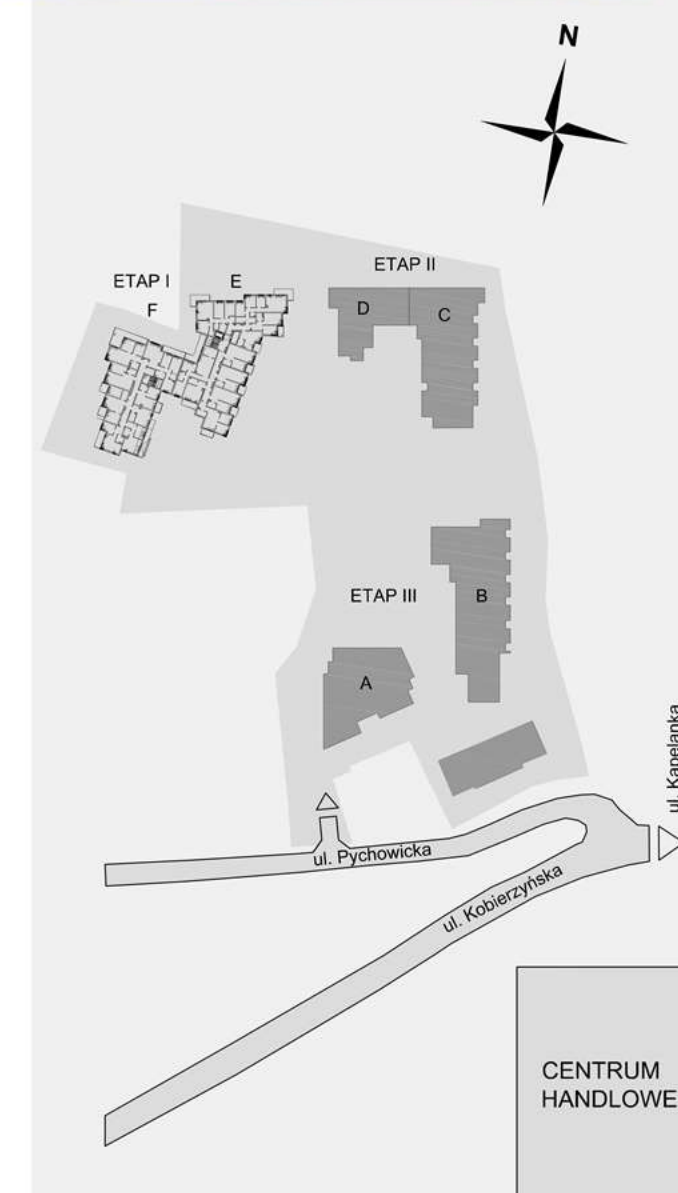 N
ETAP II
ETAP I
E
F
D
C
ETAP III
B
A
ul. Kapelanka
ul. Pychowicka
ul. Kobierzyńska
CENTRUM
HANDLOWE